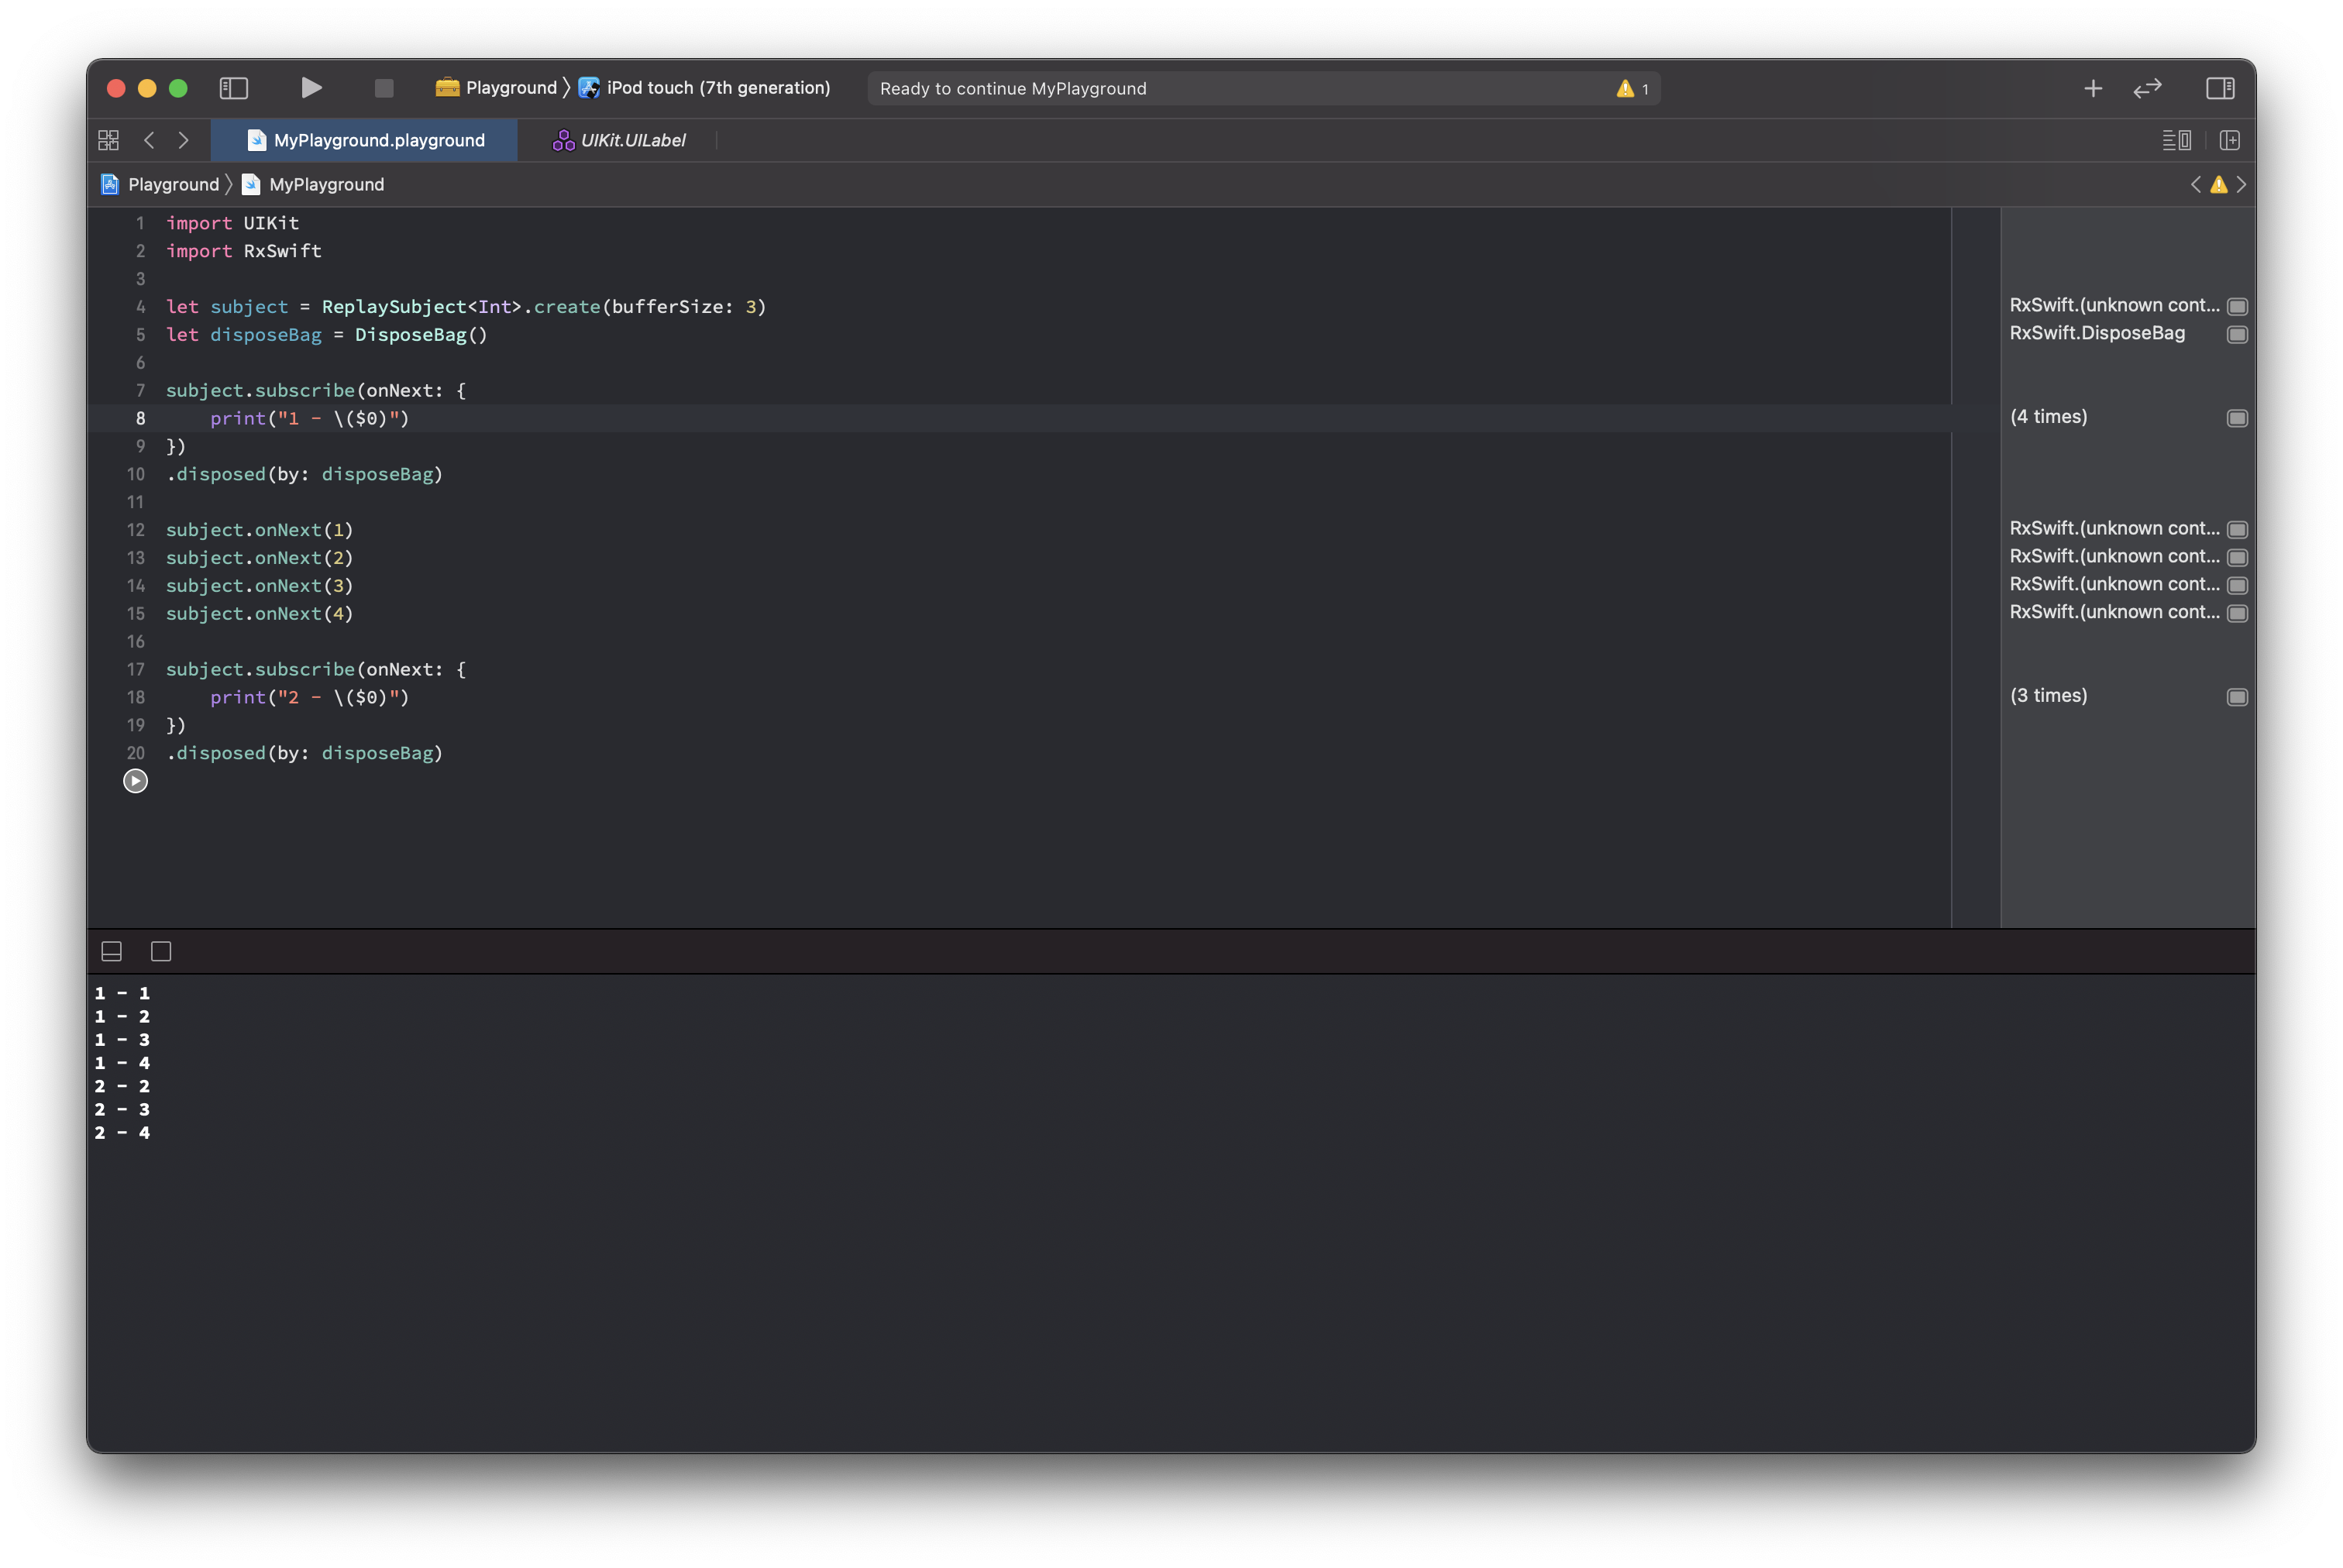 Playground 〉 iPod touch (7th generation)
Ready to continue MyPlayground
1
MyPlayground.playground
UIKit.UILabel
Playground 〉 MyPlayground
1 import UIKit
2 import RxSwift
3
4 let subject = ReplaySubject<Int>.create(bufferSize: 3)
RxSwift.(unknown cont...
5 let disposeBag = DisposeBag()
RxSwift.DisposeBag
6
7 subject.subscribe(onNext: {
8     print("1 - \($0)")
(4 times)
9 })
10 .disposed(by: disposeBag)
11
12 subject.onNext(1)
RxSwift.(unknown cont...
13 subject.onNext(2)
RxSwift.(unknown cont...
14 subject.onNext(3)
RxSwift.(unknown cont...
15 subject.onNext(4)
RxSwift.(unknown cont...
16
17 subject.subscribe(onNext: {
18     print("2 - \($0)")
(3 times)
19 })
20 .disposed(by: disposeBag)
1 - 1
1 - 2
1 - 3
1 - 4
2 - 2
2 - 3
2 - 4